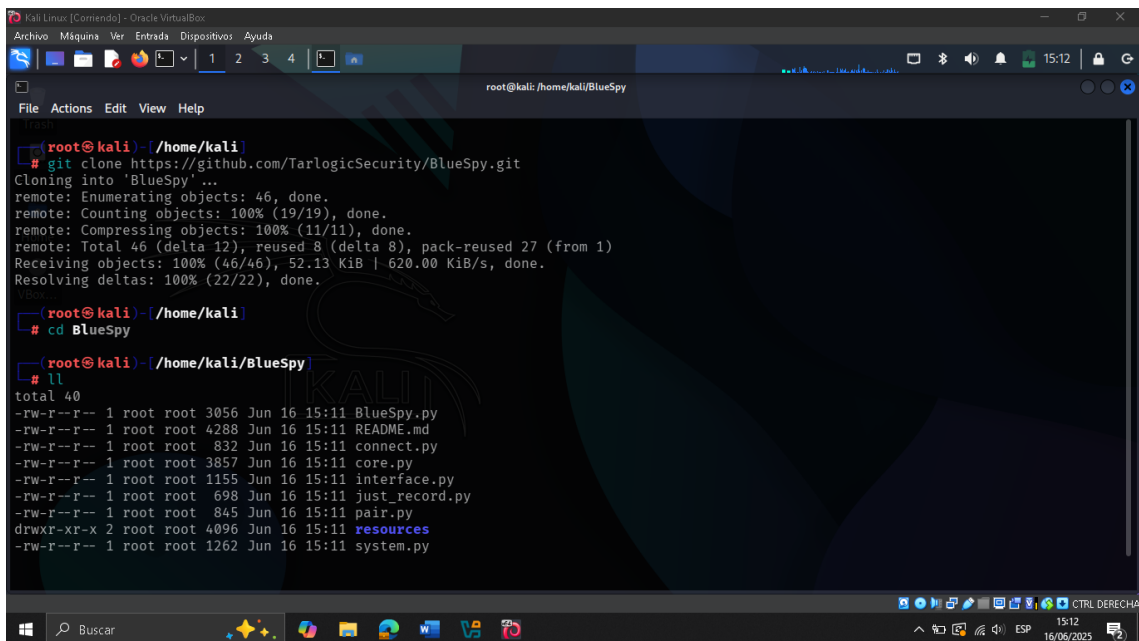 Kali Linux [Corriendo] - Oracle VirtualBox
Archivo Máquina Ver Entrada Dispositivos Ayuda
1 2 3 4 15:12
root@kali: /home/kali/BlueSpy
File Actions Edit View Help
Trash
(root㉿kali)-[/home/kali]
# git clone https://github.com/TarlogicSecurity/BlueSpy.git
Cloning into 'BlueSpy'...
remote: Enumerating objects: 46, done.
remote: Counting objects: 100% (19/19), done.
remote: Compressing objects: 100% (11/11), done.
remote: Total 46 (delta 12), reused 8 (delta 8), pack-reused 27 (from 1)
Receiving objects: 100% (46/46), 52.13 KiB | 620.00 KiB/s, done.
Resolving deltas: 100% (22/22), done.
VBox...
(root㉿kali)-[/home/kali]
# cd BlueSpy
(root㉿kali)-[/home/kali/BlueSpy]
# ll
KALI
total 40
-rw-r--r-- 1 root root 3056 Jun 16 15:11 BlueSpy.py
-rw-r--r-- 1 root root 4288 Jun 16 15:11 README.md
-rw-r--r-- 1 root root  832 Jun 16 15:11 connect.py
-rw-r--r-- 1 root root 3857 Jun 16 15:11 core.py
-rw-r--r-- 1 root root 1155 Jun 16 15:11 interface.py
-rw-r--r-- 1 root root  698 Jun 16 15:11 just_record.py
-rw-r--r-- 1 root root  845 Jun 16 15:11 pair.py
drwxr-xr-x 2 root root 4096 Jun 16 15:11 resources
-rw-r--r-- 1 root root 1262 Jun 16 15:11 system.py
CTRL DERECHA
Buscar
ESP
15:12
16/06/2025
2